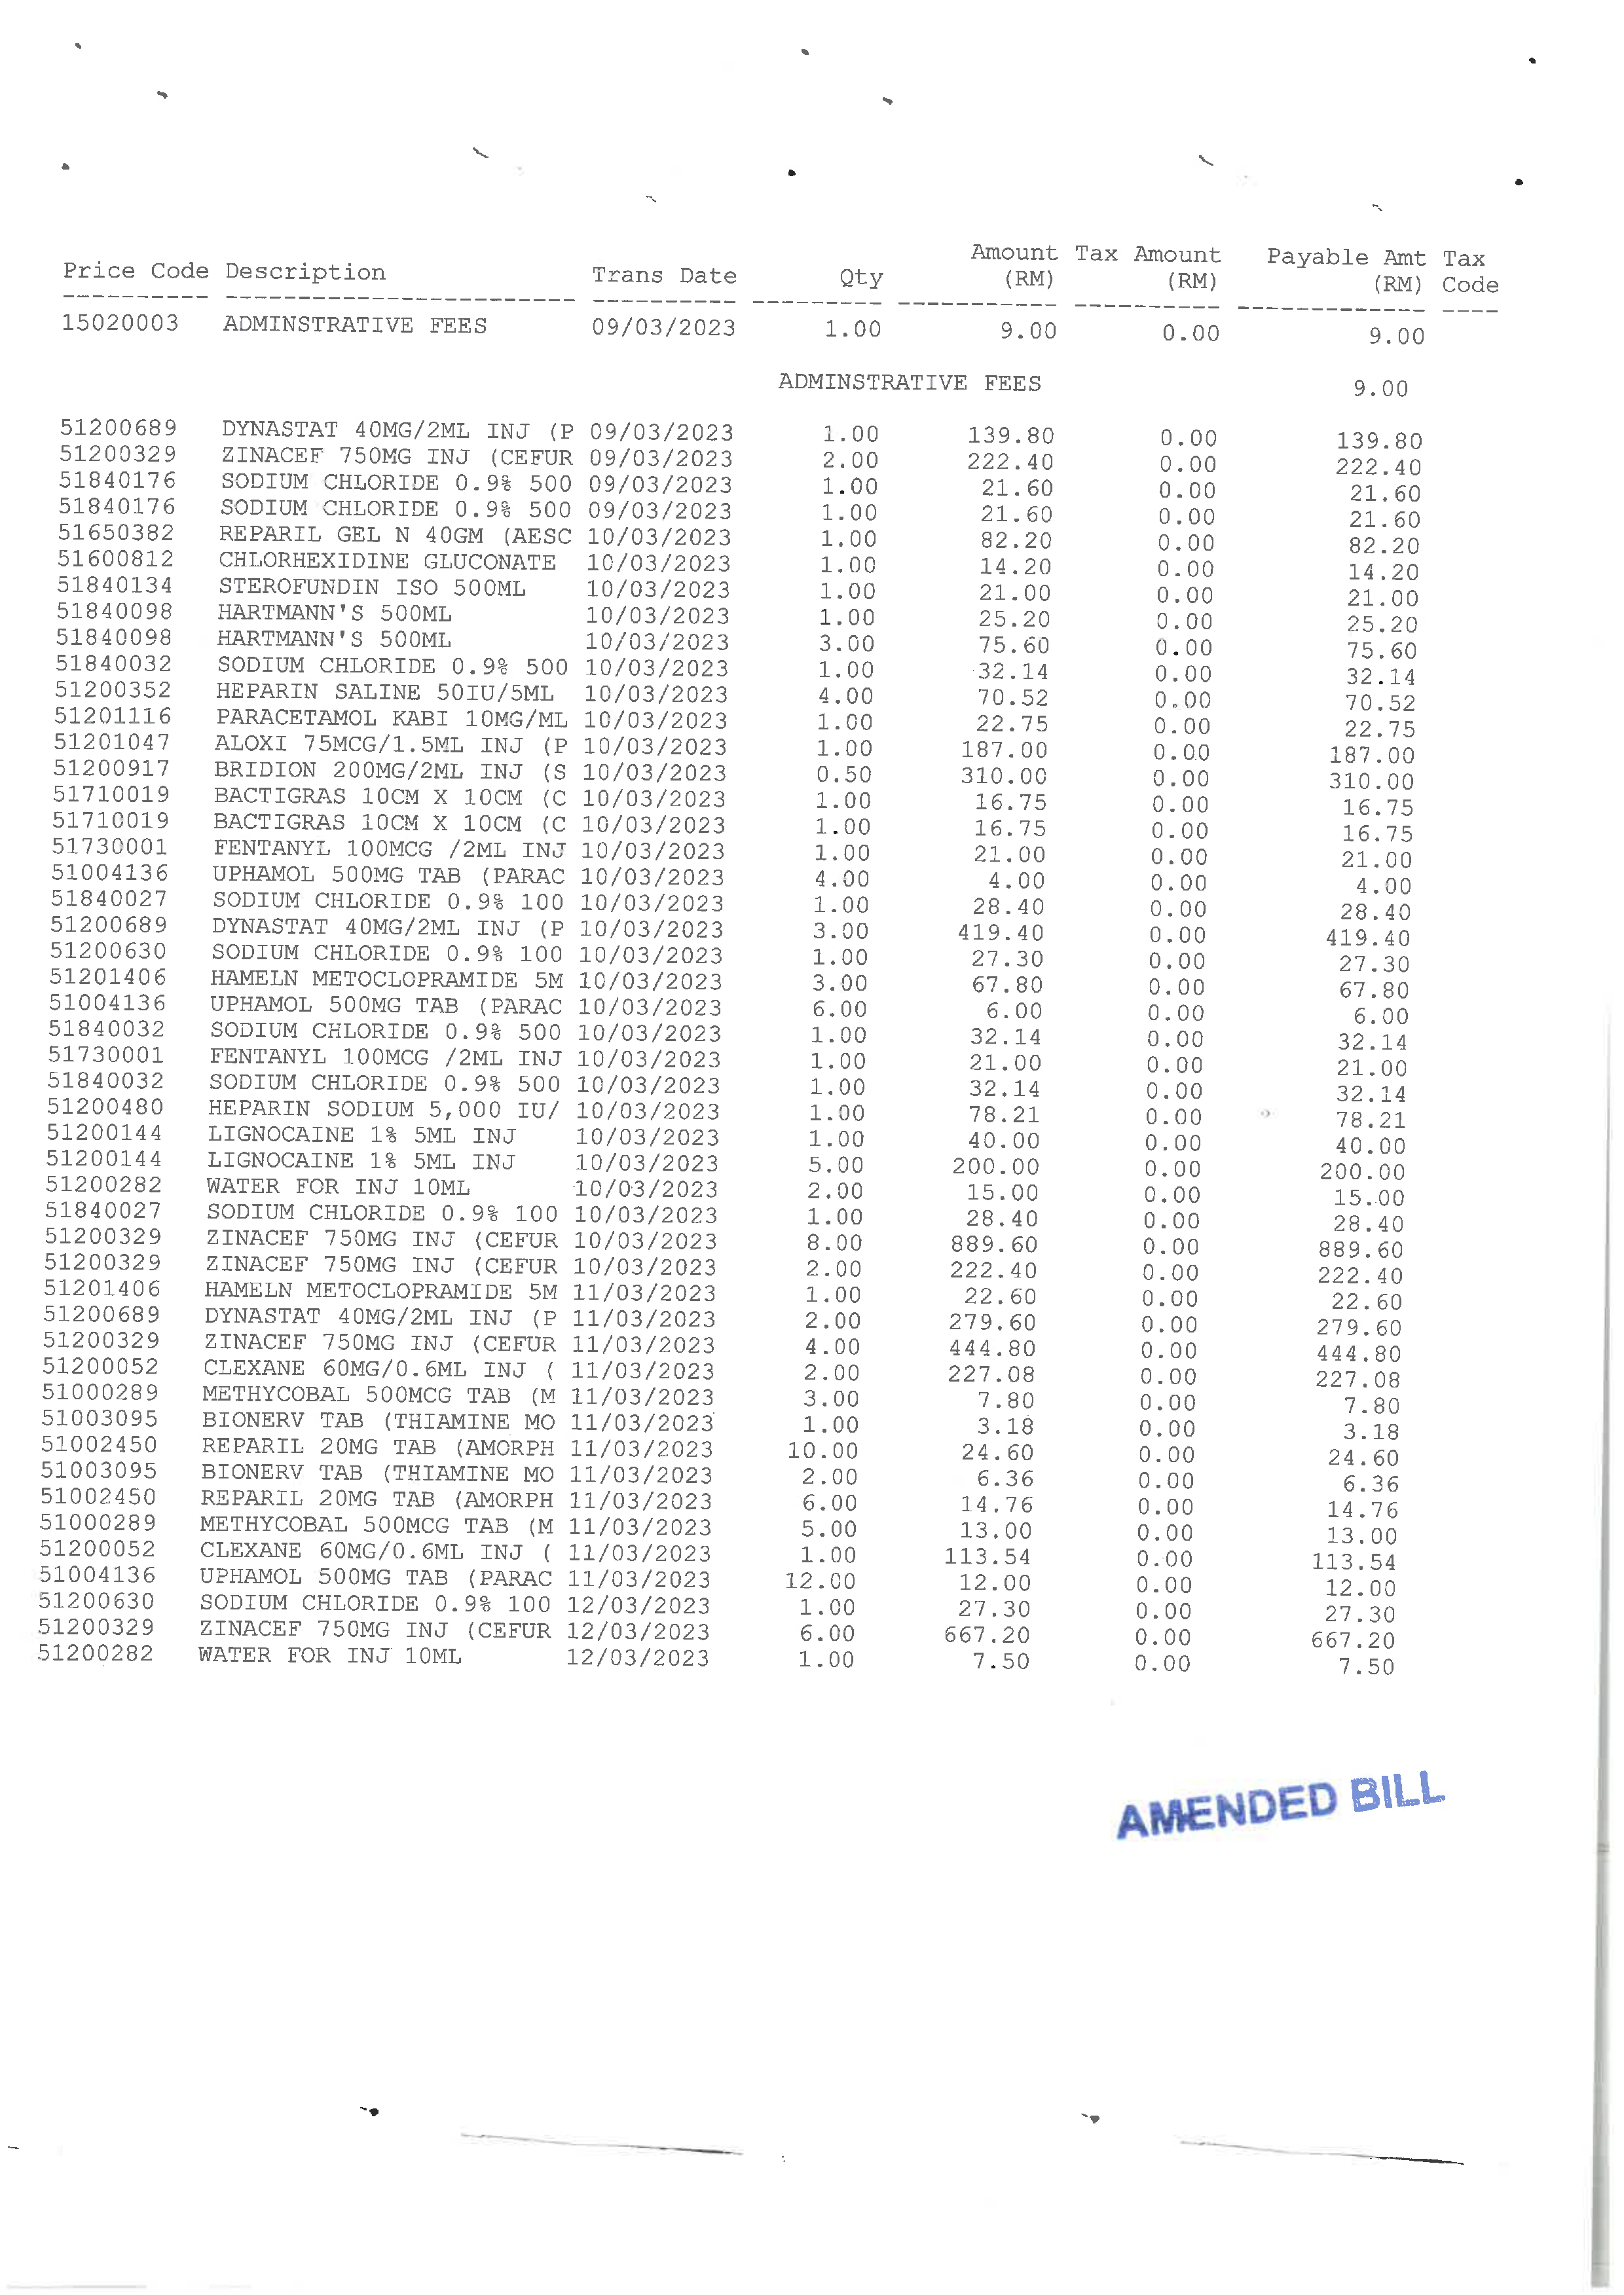 Amount Tax Amount Payable Amt Tax
Price Code Description Trans Date Qty (RM) (RM) (RM) Code
15020003 ADMINSTRATIVE FEES 09/03/2023 1.00 9.00 0.00 9.00
ADMINSTRATIVE FEES 9.00
51200689 DYNASTAT 40MG/2ML INJ (P 09/03/2023 1.00 139.80 0.00 139.80
51200329 ZINACEF 750MG INJ (CEFUR 09/03/2023 2.00 222.40 0.00 222.40
51840176 SODIUM CHLORIDE 0.9% 500 09/03/2023 1.00 21.60 0.00 21.60
51840176 SODIUM CHLORIDE 0.9% 500 09/03/2023 1.00 21.60 0.00 21.60
51650382 REPARIL GEL N 40GM (AESC 10/03/2023 1.00 82.20 0.00 82.20
51600812 CHLORHEXIDINE GLUCONATE 10/03/2023 1.00 14.20 0.00 14.20
51840134 STEROFUNDIN ISO 500ML 10/03/2023 1.00 21.00 0.00 21.00
51840098 HARTMANN'S 500ML 10/03/2023 1.00 25.20 0.00 25.20
51840098 HARTMANN'S 500ML 10/03/2023 3.00 75.60 0.00 75.60
51840032 SODIUM CHLORIDE 0.9% 500 10/03/2023 1.00 32.14 0.00 32.14
51200352 HEPARIN SALINE 50IU/5ML 10/03/2023 4.00 70.52 0.00 70.52
51201116 PARACETAMOL KABI 10MG/ML 10/03/2023 1.00 22.75 0.00 22.75
51201047 ALOXI 75MCG/1.5ML INJ (P 10/03/2023 1.00 187.00 0.00 187.00
51200917 BRIDION 200MG/2ML INJ (S 10/03/2023 0.50 310.00 0.00 310.00
51710019 BACTIGRAS 10CM X 10CM (C 10/03/2023 1.00 16.75 0.00 16.75
51710019 BACTIGRAS 10CM X 10CM (C 10/03/2023 1.00 16.75 0.00 16.75
51730001 FENTANYL 100MCG /2ML INJ 10/03/2023 1.00 21.00 0.00 21.00
51004136 UPHAMOL 500MG TAB (PARAC 10/03/2023 4.00 4.00 0.00 4.00
51840027 SODIUM CHLORIDE 0.9% 100 10/03/2023 1.00 28.40 0.00 28.40
51200689 DYNASTAT 40MG/2ML INJ (P 10/03/2023 3.00 419.40 0.00 419.40
51200630 SODIUM CHLORIDE 0.9% 100 10/03/2023 1.00 27.30 0.00 27.30
51201406 HAMELN METOCLOPRAMIDE 5M 10/03/2023 3.00 67.80 0.00 67.80
51004136 UPHAMOL 500MG TAB (PARAC 10/03/2023 6.00 6.00 0.00 6.00
51840032 SODIUM CHLORIDE 0.9% 500 10/03/2023 1.00 32.14 0.00 32.14
51730001 FENTANYL 100MCG /2ML INJ 10/03/2023 1.00 21.00 0.00 21.00
51840032 SODIUM CHLORIDE 0.9% 500 10/03/2023 1.00 32.14 0.00 32.14
51200480 HEPARIN SODIUM 5,000 IU/ 10/03/2023 1.00 78.21 0.00 78.21
51200144 LIGNOCAINE 1% 5ML INJ 10/03/2023 1.00 40.00 0.00 40.00
51200144 LIGNOCAINE 1% 5ML INJ 10/03/2023 5.00 200.00 0.00 200.00
51200282 WATER FOR INJ 10ML 10/03/2023 2.00 15.00 0.00 15.00
51840027 SODIUM CHLORIDE 0.9% 100 10/03/2023 1.00 28.40 0.00 28.40
51200329 ZINACEF 750MG INJ (CEFUR 10/03/2023 8.00 889.60 0.00 889.60
51200329 ZINACEF 750MG INJ (CEFUR 10/03/2023 2.00 222.40 0.00 222.40
51201406 HAMELN METOCLOPRAMIDE 5M 11/03/2023 1.00 22.60 0.00 22.60
51200689 DYNASTAT 40MG/2ML INJ (P 11/03/2023 2.00 279.60 0.00 279.60
51200329 ZINACEF 750MG INJ (CEFUR 11/03/2023 4.00 444.80 0.00 444.80
51200052 CLEXANE 60MG/0.6ML INJ ( 11/03/2023 2.00 227.08 0.00 227.08
51000289 METHYCOBAL 500MCG TAB (M 11/03/2023 3.00 7.80 0.00 7.80
51003095 BIONERV TAB (THIAMINE MO 11/03/2023 1.00 3.18 0.00 3.18
51002450 REPARIL 20MG TAB (AMORPH 11/03/2023 10.00 24.60 0.00 24.60
51003095 BIONERV TAB (THIAMINE MO 11/03/2023 2.00 6.36 0.00 6.36
51002450 REPARIL 20MG TAB (AMORPH 11/03/2023 6.00 14.76 0.00 14.76
51000289 METHYCOBAL 500MCG TAB (M 11/03/2023 5.00 13.00 0.00 13.00
51200052 CLEXANE 60MG/0.6ML INJ ( 11/03/2023 1.00 113.54 0.00 113.54
51004136 UPHAMOL 500MG TAB (PARAC 11/03/2023 12.00 12.00 0.00 12.00
51200630 SODIUM CHLORIDE 0.9% 100 12/03/2023 1.00 27.30 0.00 27.30
51200329 ZINACEF 750MG INJ (CEFUR 12/03/2023 6.00 667.20 0.00 667.20
51200282 WATER FOR INJ 10ML 12/03/2023 1.00 7.50 0.00 7.50
AMENDED BILL